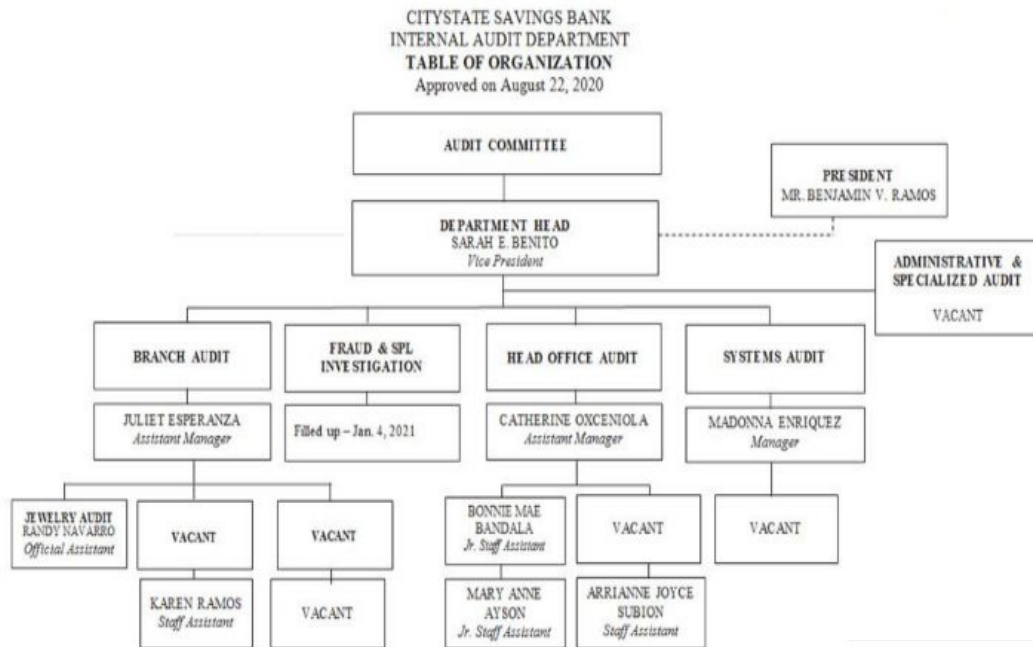 CITYSTATE SAVINGS BANK
INTERNAL AUDIT DEPARTMENT
TABLE OF ORGANIZATION
Approved on August 22, 2020
AUDIT COMMITTEE
PRESIDENT
MR. BENJAMIN V. RAMOS
DEPARTMENT HEAD
SARAH E. BENITO
Vice President
ADMINISTRATIVE &
SPECIALIZED AUDIT
VACANT
BRANCH AUDIT
FRAUD & SPL
INVESTIGATION
HEAD OFFICE AUDIT
SYSTEMS AUDIT
JULIET ESPERANZA
Assistant Manager
Filled up – Jan. 4, 2021
CATHERINE OXCENIOLA
Assistant Manager
MADONNA ENRIQUEZ
Manager
JEWELRY AUDIT
RANDY NAVARRO
Official Assistant
VACANT
VACANT
BONNIE MAE
BANDALA
Jr. Staff Assistant
VACANT
VACANT
KAREN RAMOS
Staff Assistant
VACANT
MARY ANNE
AYSON
Jr. Staff Assistant
ARRIANNE JOYCE
SUBION
Staff Assistant